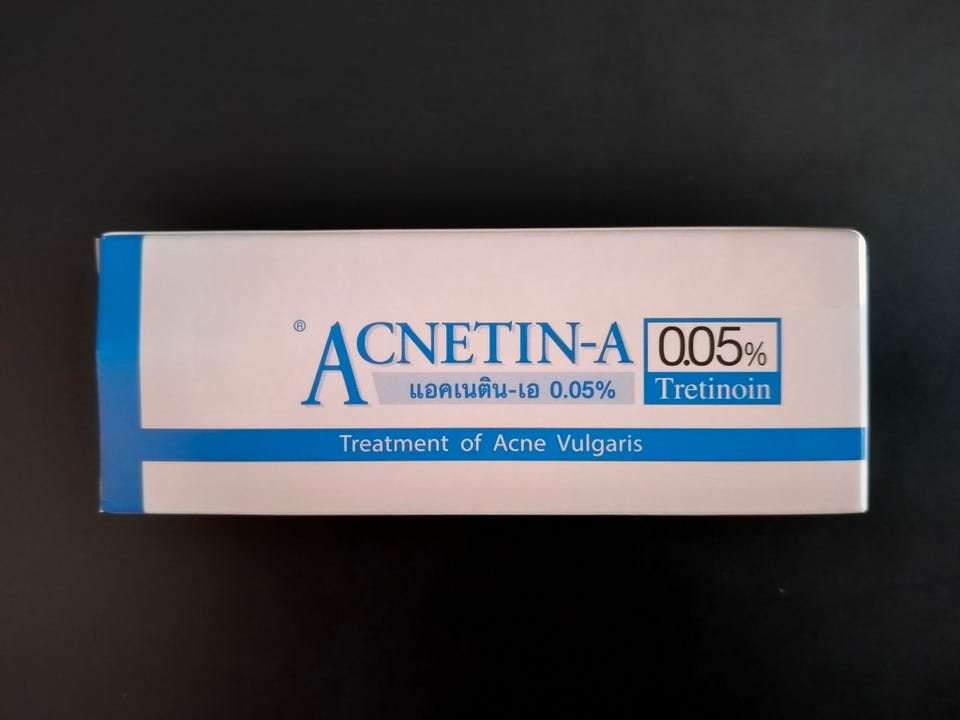 ® ACNETIN-A 0.05%
แอคเนติน-เอ 0.05% Tretinoin
Treatment of Acne Vulgaris